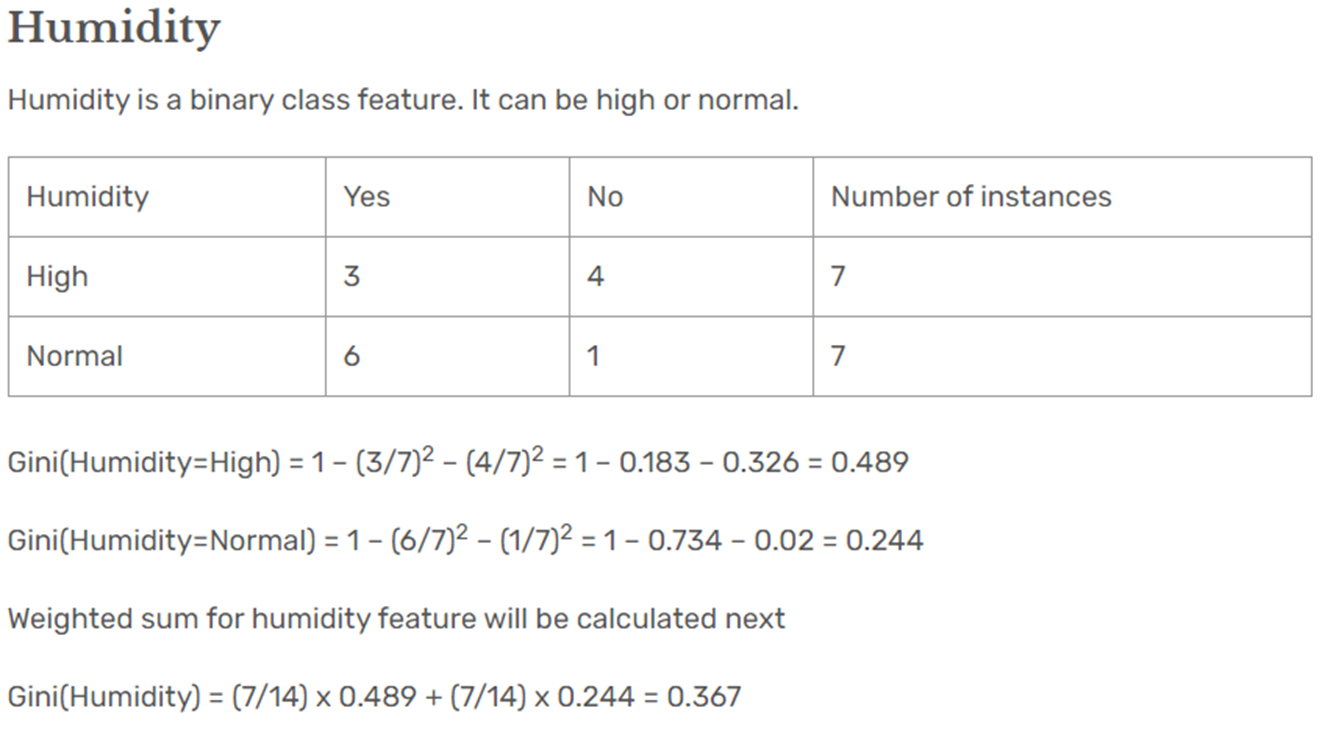 Humidity
Humidity is a binary class feature. It can be high or normal.
Humidity Yes No Number of instances
High 3 4 7
Normal 6 1 7
Gini(Humidity=High) = 1 – (3/7)² – (4/7)² = 1 – 0.183 – 0.326 = 0.489
Gini(Humidity=Normal) = 1 – (6/7)² – (1/7)² = 1 – 0.734 – 0.02 = 0.244
Weighted sum for humidity feature will be calculated next
Gini(Humidity) = (7/14) x 0.489 + (7/14) x 0.244 = 0.367